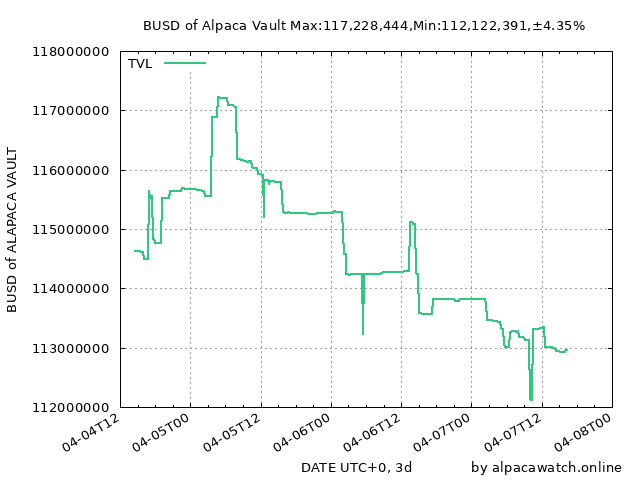 BUSD of Alpaca Vault Max:117,228,444,Min:112,122,391,±4.35%
TVL
118000000
117000000
116000000
115000000
114000000
113000000
112000000
BUSD of ALAPACA VAULT
04-04T12
04-05T00
04-05T12
04-06T00
04-06T12
04-07T00
04-07T12
04-08T00
DATE UTC+0, 3d
by alpacawatch.online